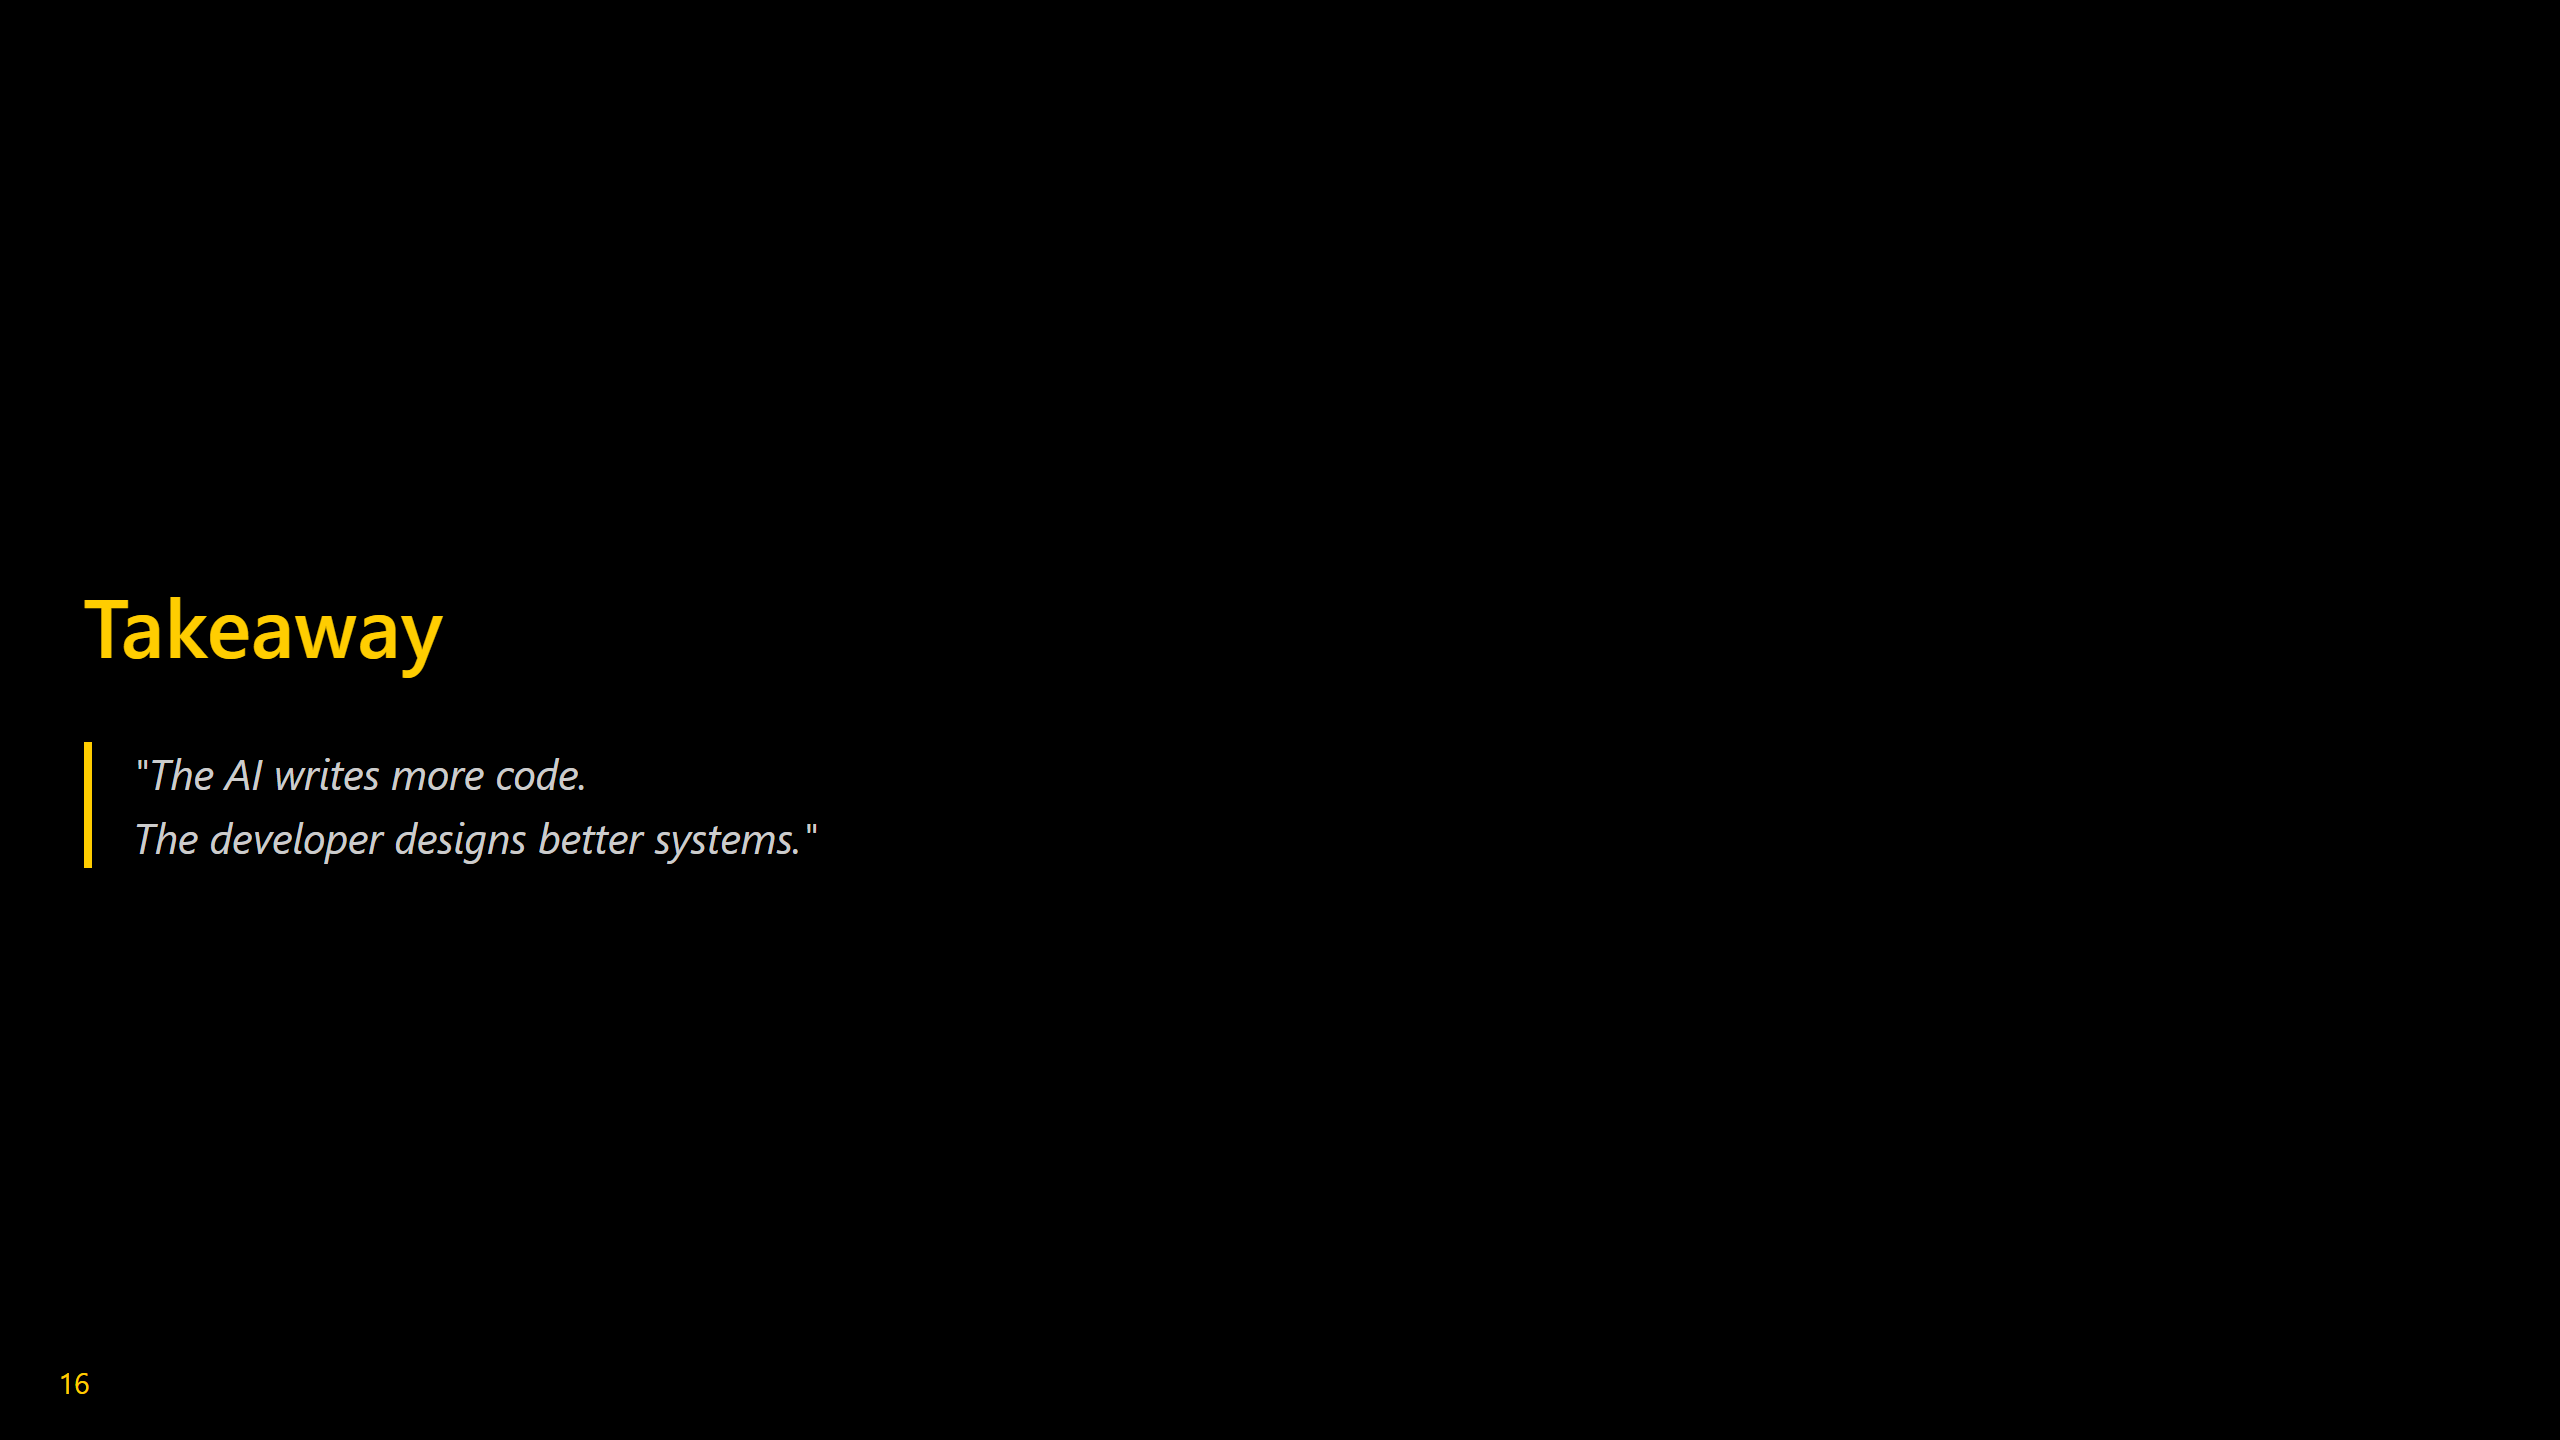 Takeaway
"The AI writes more code.
The developer designs better systems."
16